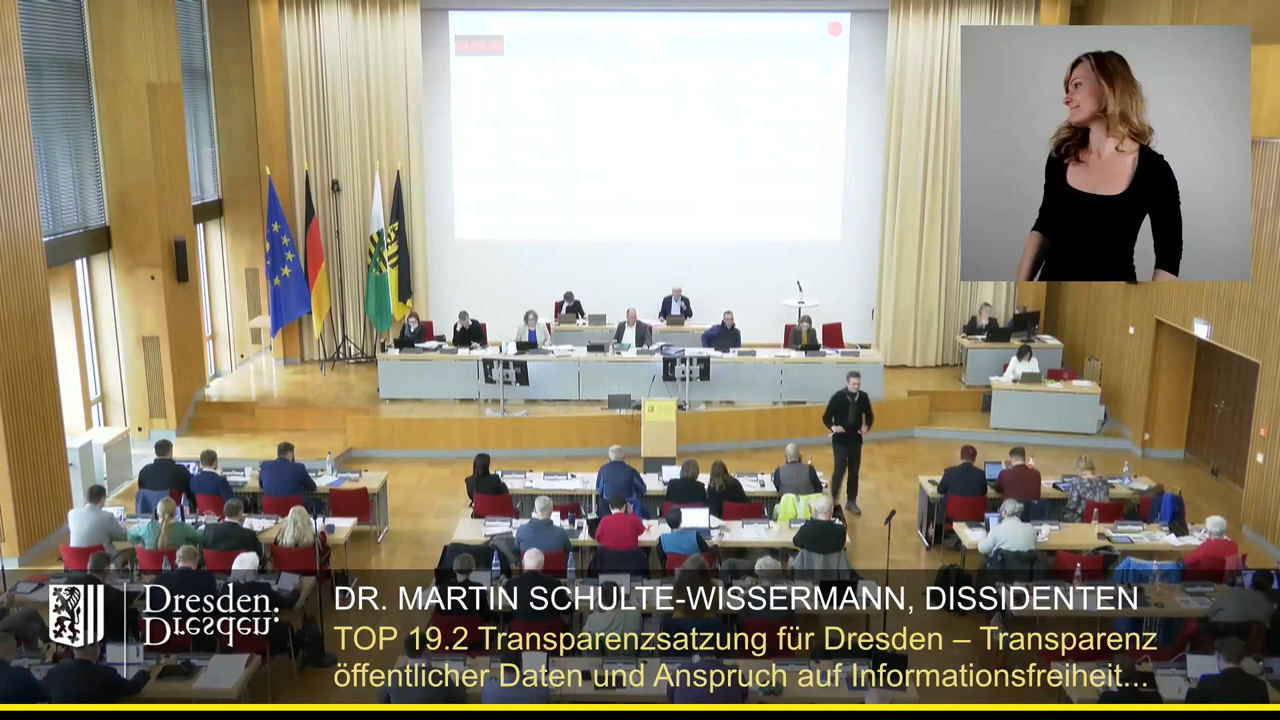 Dresden.
Dresden.
DR. MARTIN SCHULTE-WISSERMANN, DISSIDENTEN
TOP 19.2 Transparenzsatzung für Dresden – Transparenz
öffentlicher Daten und Anspruch auf Informationsfreiheit...